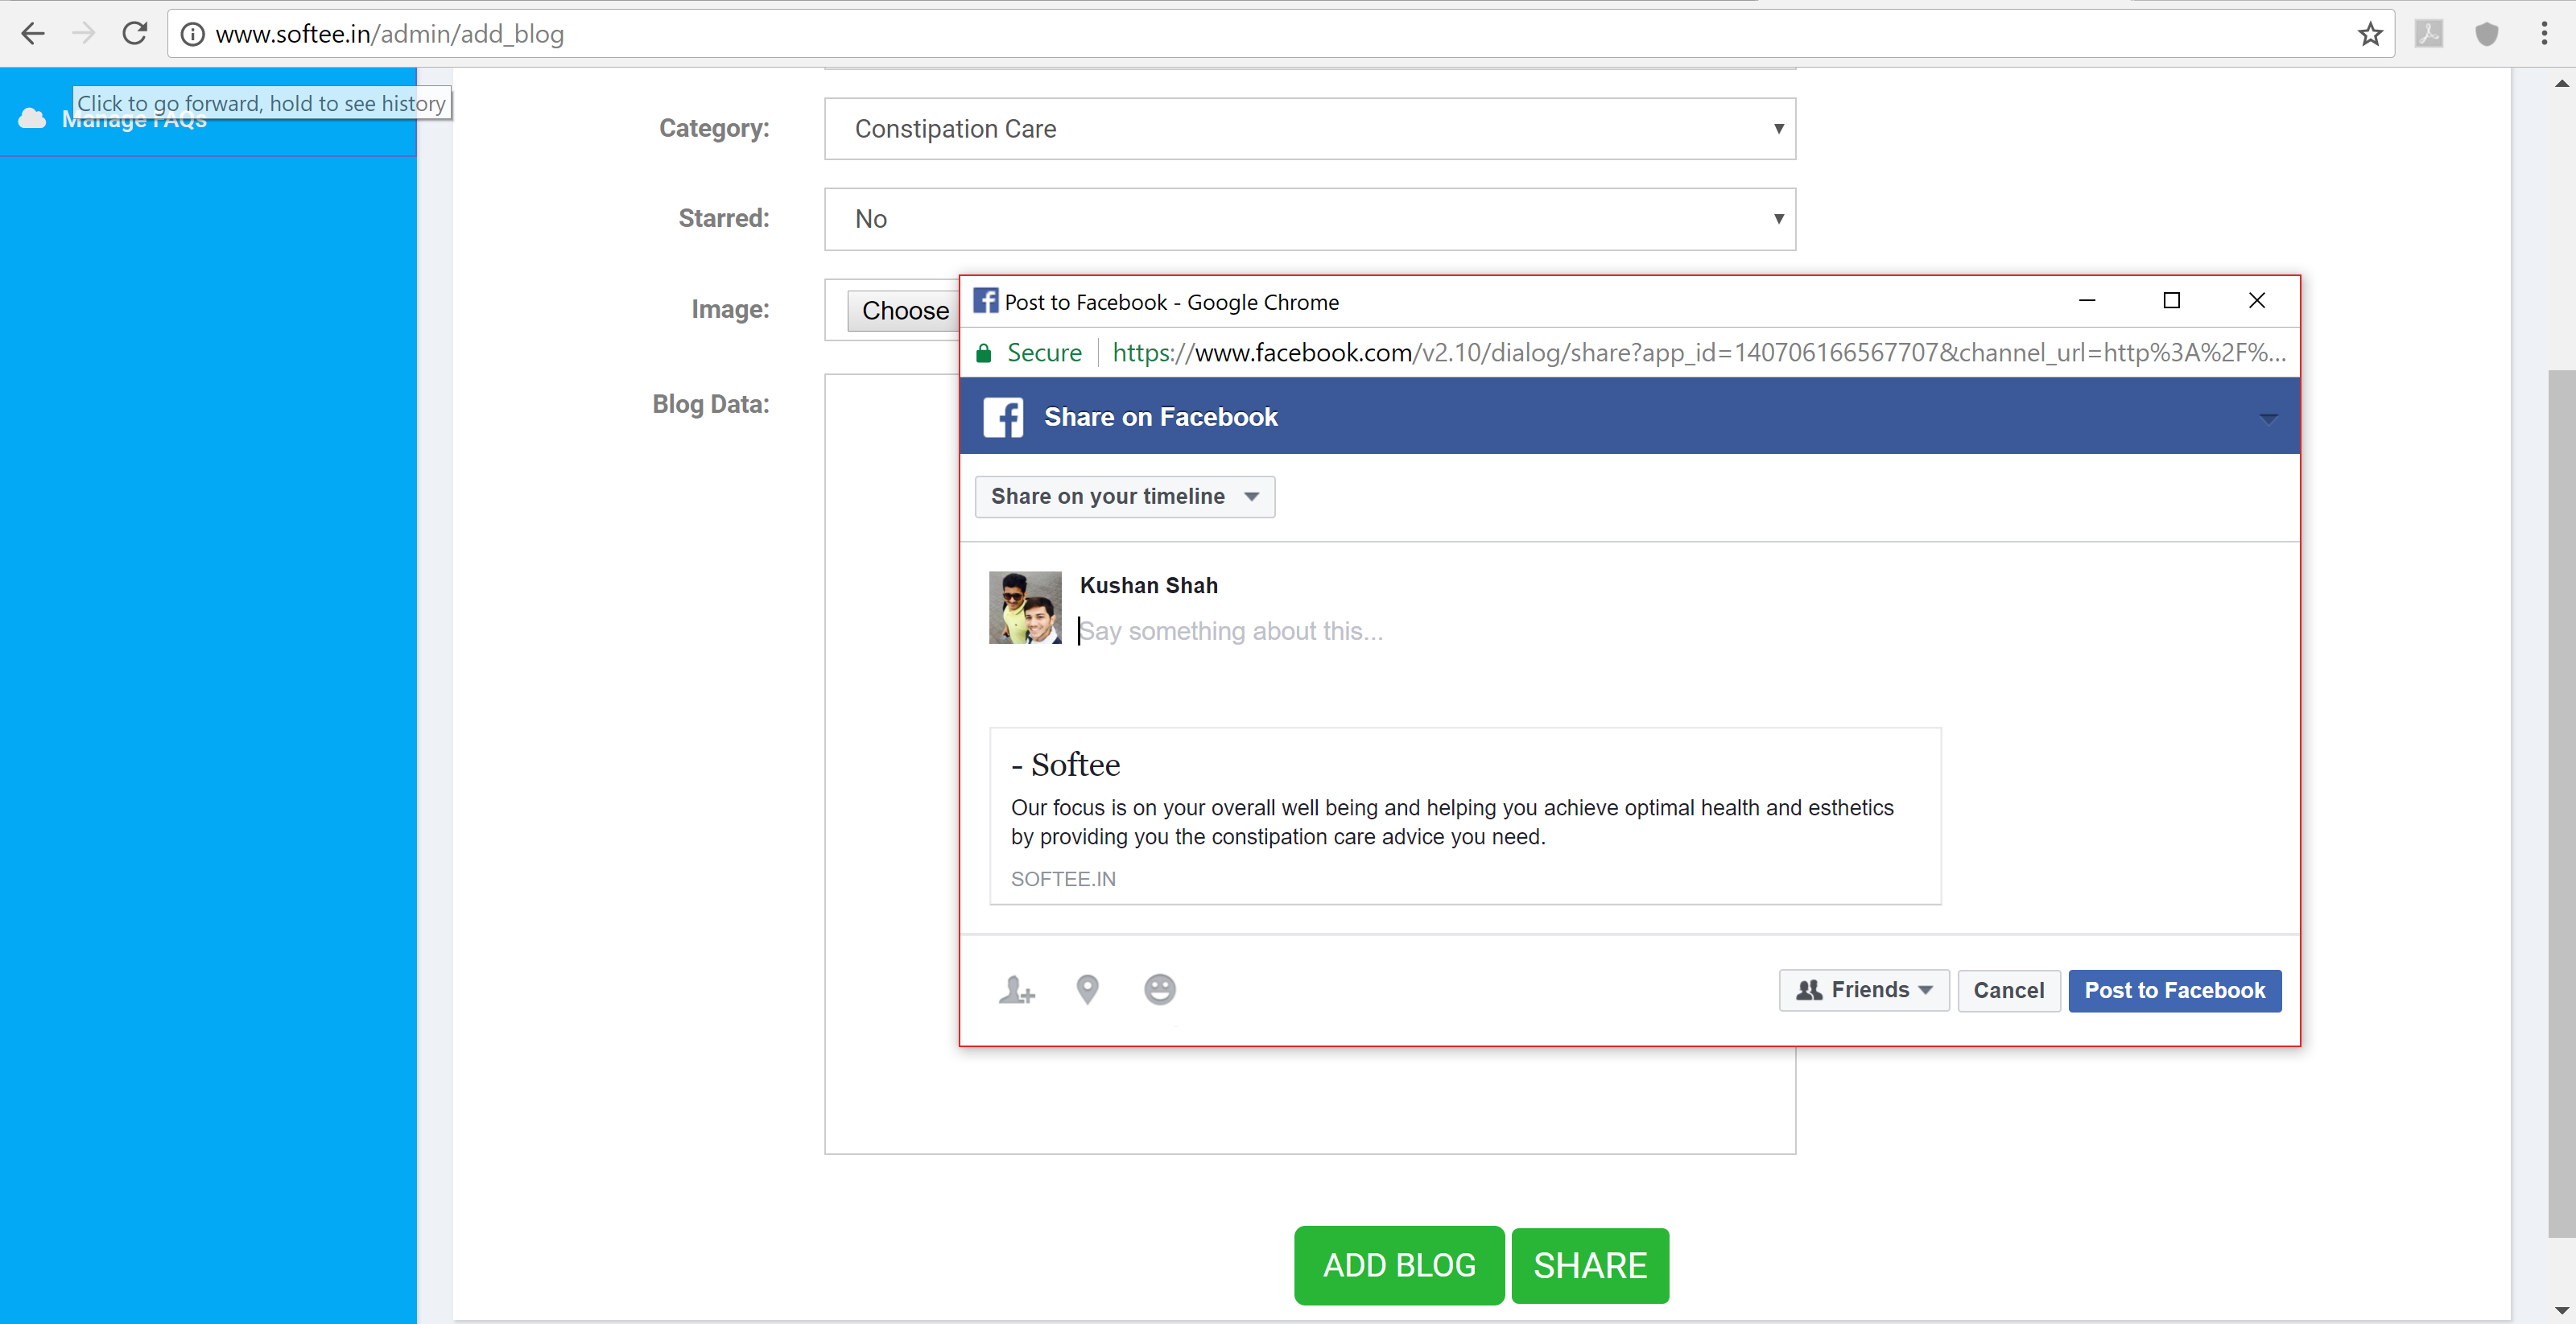 www.softee.in/admin/add_blog
Click to go forward, hold to see history
Manage FAQs
Category:
Constipation Care
Starred:
No
Image:
Choose
Blog Data:
Post to Facebook - Google Chrome
Secure
https://www.facebook.com/v2.10/dialog/share?app_id=140706166567707&channel_url=http%3A%2F%...
Share on Facebook
Share on your timeline
Kushan Shah
Say something about this...
- Softee
Our focus is on your overall well being and helping you achieve optimal health and esthetics
by providing you the constipation care advice you need.
SOFTEE.IN
Friends
Cancel
Post to Facebook
ADD BLOG
SHARE